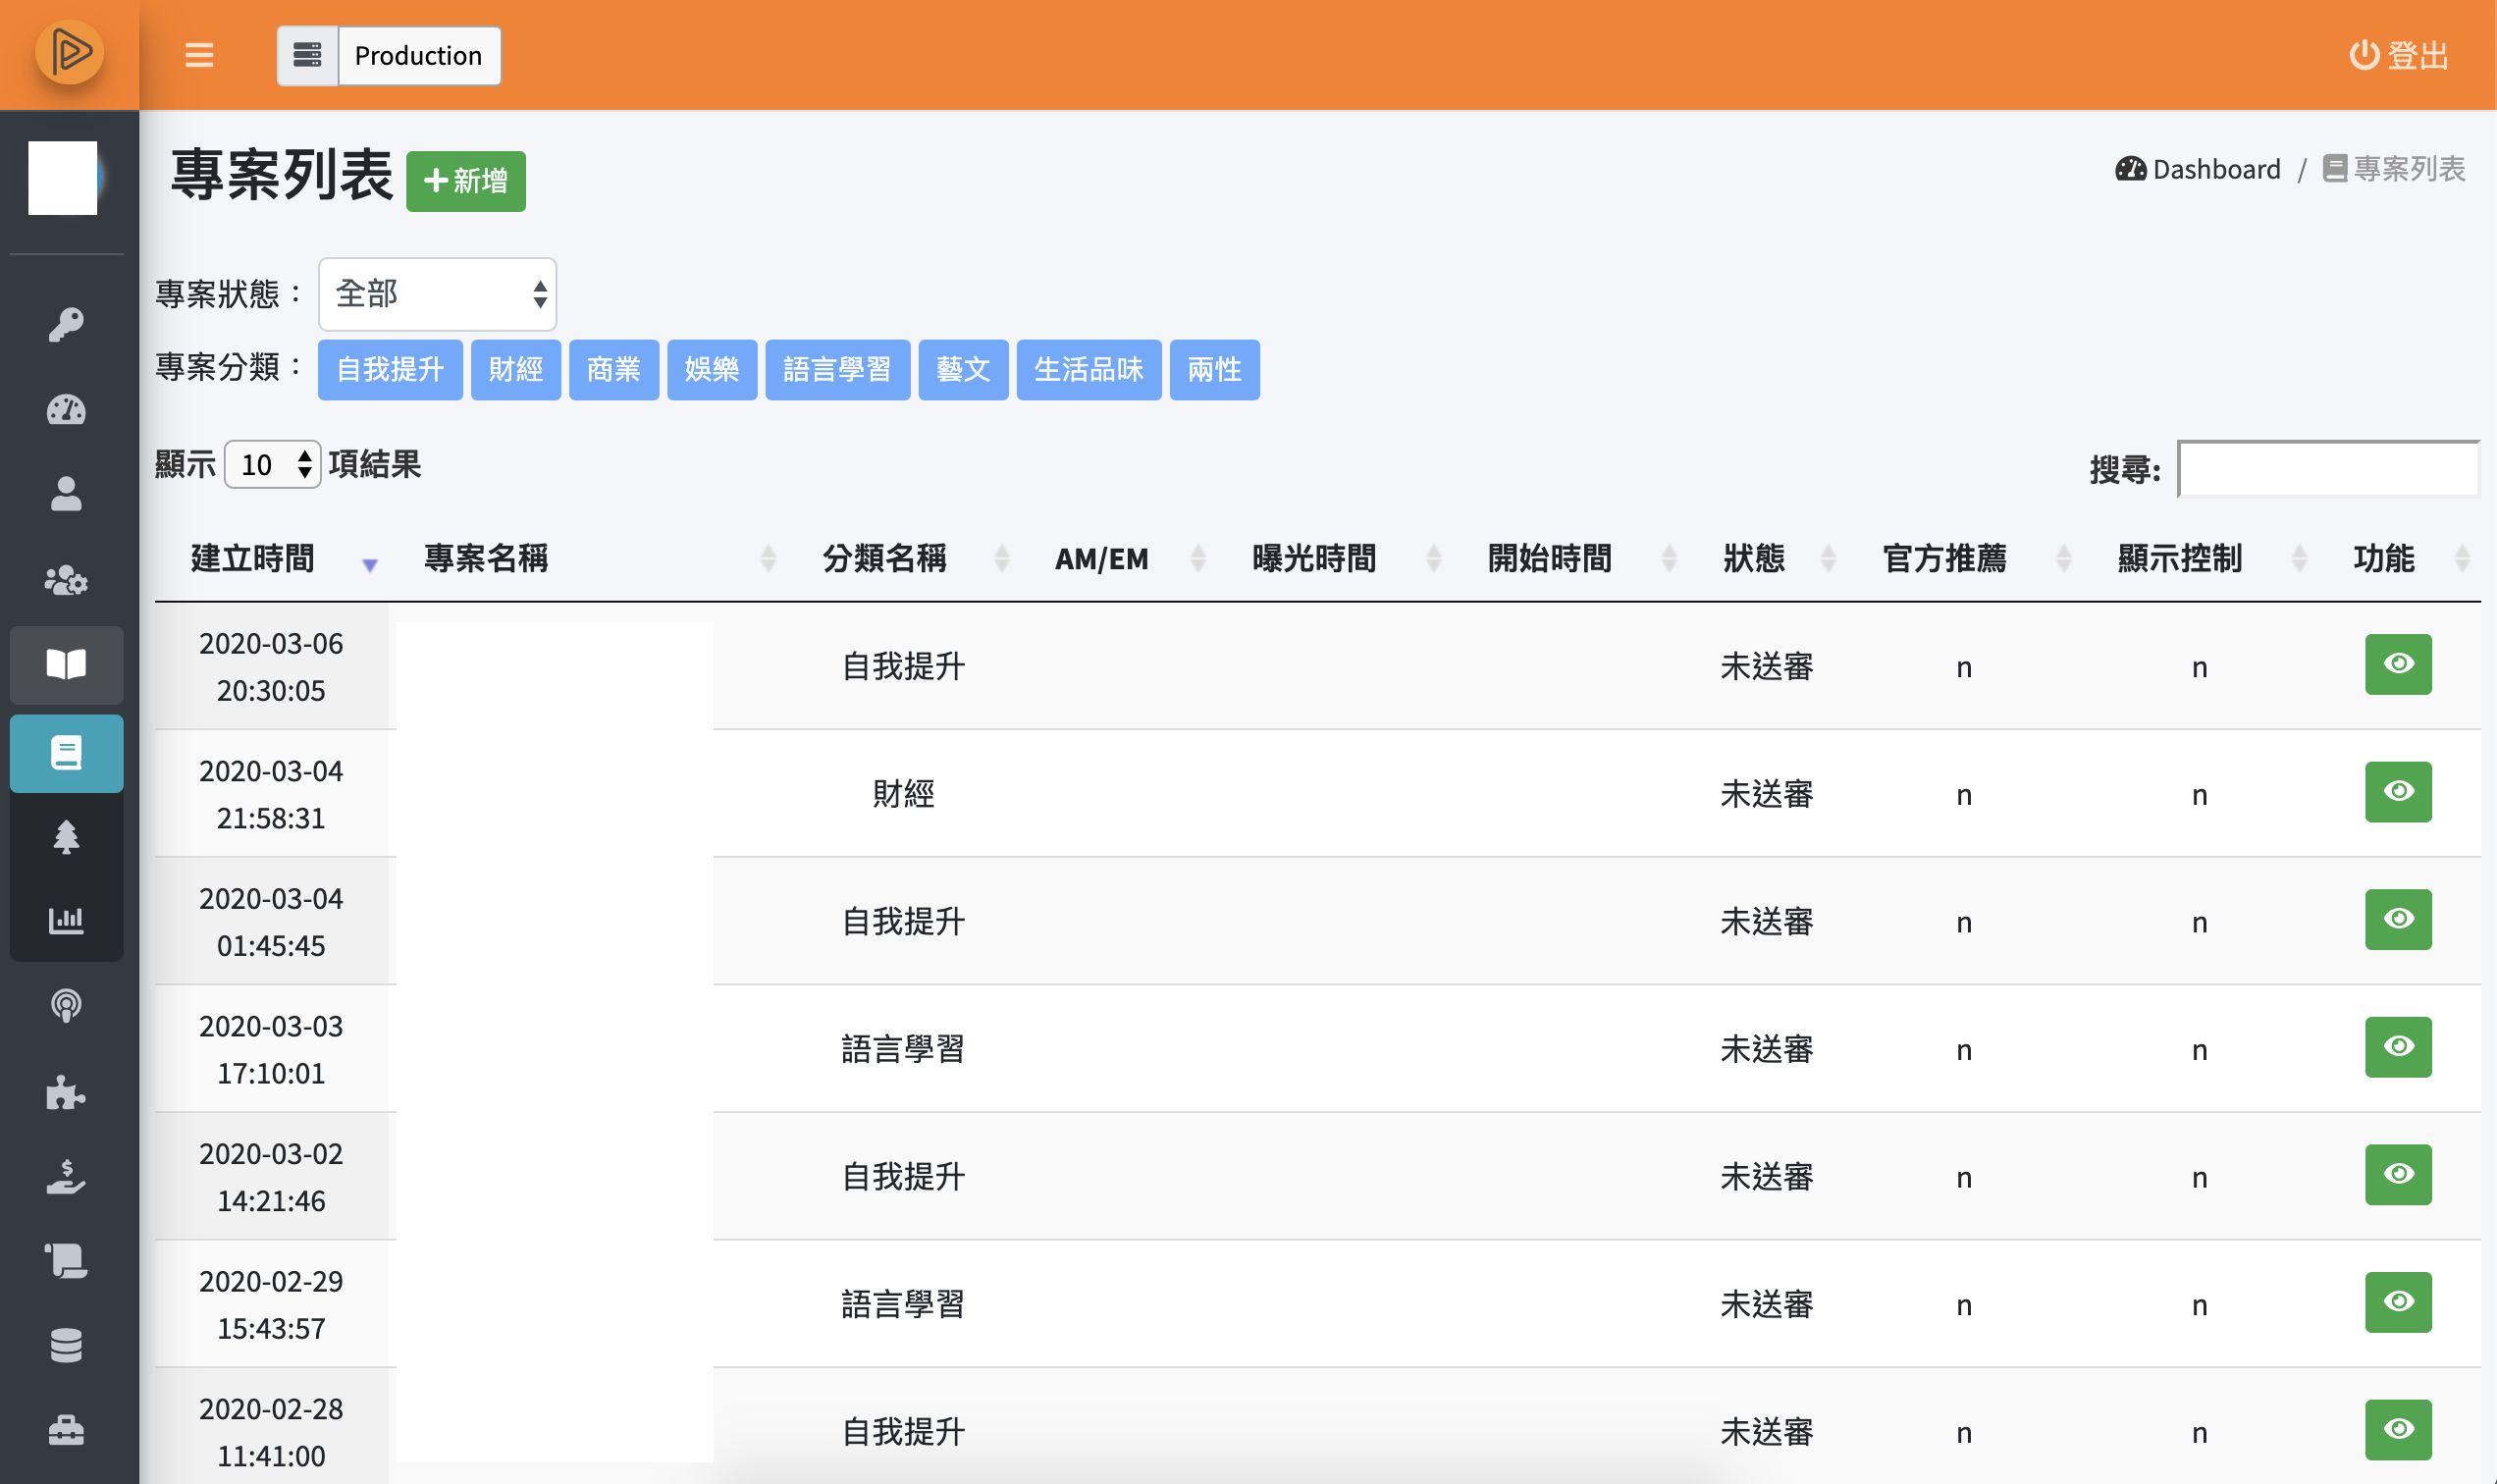 Production
登出
專案列表 新增
Dashboard / 專案列表
專案狀態： 全部
專案分類： 自我提升 財經 商業 娛樂 語言學習 藝文 生活品味 兩性
顯示 10 項結果
搜尋:
建立時間 專案名稱 分類名稱 AM/EM 曝光時間 開始時間 狀態 官方推薦 顯示控制 功能
2020-03-06
20:30:05
自我提升 未送審 n n
2020-03-04
21:58:31
財經 未送審 n n
2020-03-04
01:45:45
自我提升 未送審 n n
2020-03-03
17:10:01
語言學習 未送審 n n
2020-03-02
14:21:46
自我提升 未送審 n n
2020-02-29
15:43:57
語言學習 未送審 n n
2020-02-28
11:41:00
自我提升 未送審 n n